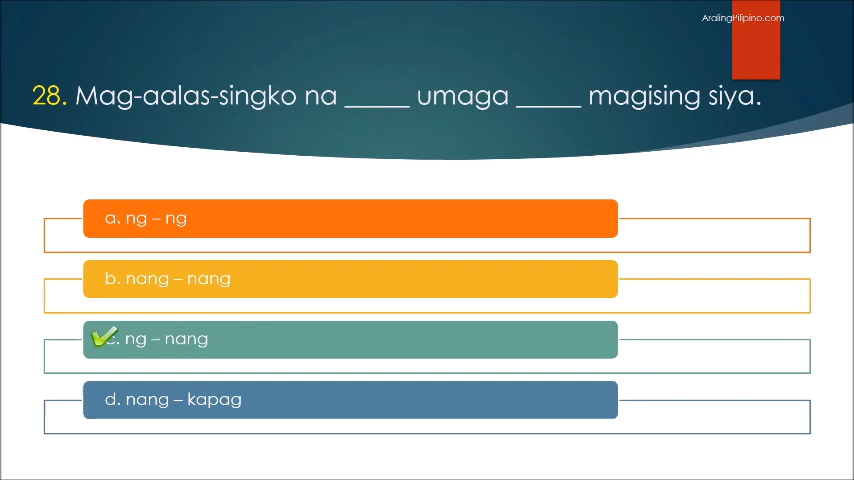 AralingPilipino.com
28. Mag-aalas-singko na _____ umaga _____ magising siya.
a. ng – ng
b. nang – nang
c. ng – nang
d. nang – kapag